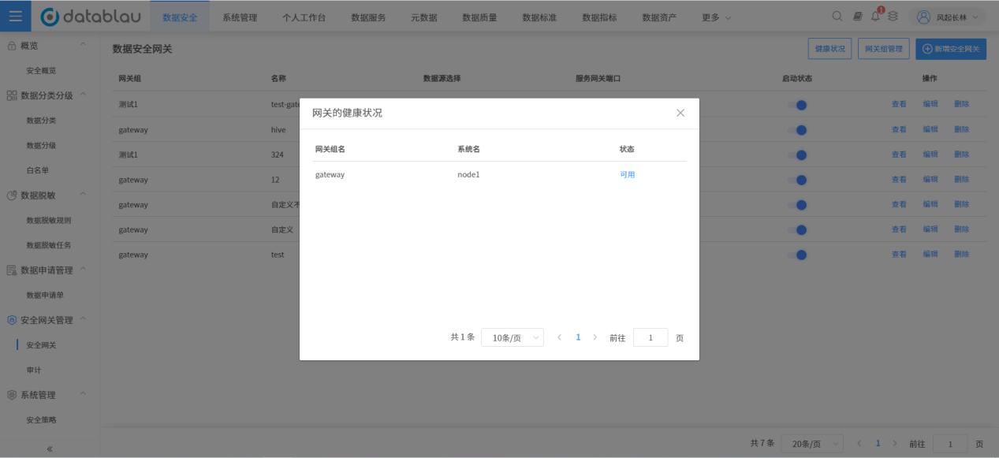 datablau 数据安全 系统管理 个人工作台 数据服务 元数据 数据质量 数据标准 数据指标 数据资产 更多 1 风起长林
概览
安全概览
数据分类分级
数据分类
数据分级
白名单
数据脱敏
数据脱敏规则
数据脱敏任务
数据申请管理
数据申请单
安全网关管理
安全网关
审计
系统管理
安全策略
«
数据安全网关 健康状况 网关组管理 新增安全网关
网关组 名称 数据源选择 服务网关端口 启动状态 操作
测试1 test-gate 查看 编辑 删除
gateway hive 查看 编辑 删除
测试1 324 查看 编辑 删除
gateway 12 查看 编辑 删除
gateway 自定义不 查看 编辑 删除
gateway 自定义 查看 编辑 删除
gateway test 查看 编辑 删除
网关的健康状况
网关组名 系统名 状态
gateway node1 可用
共 1 条 10条/页 1 前往 1 页
共 7 条 20条/页 1 前往 1 页